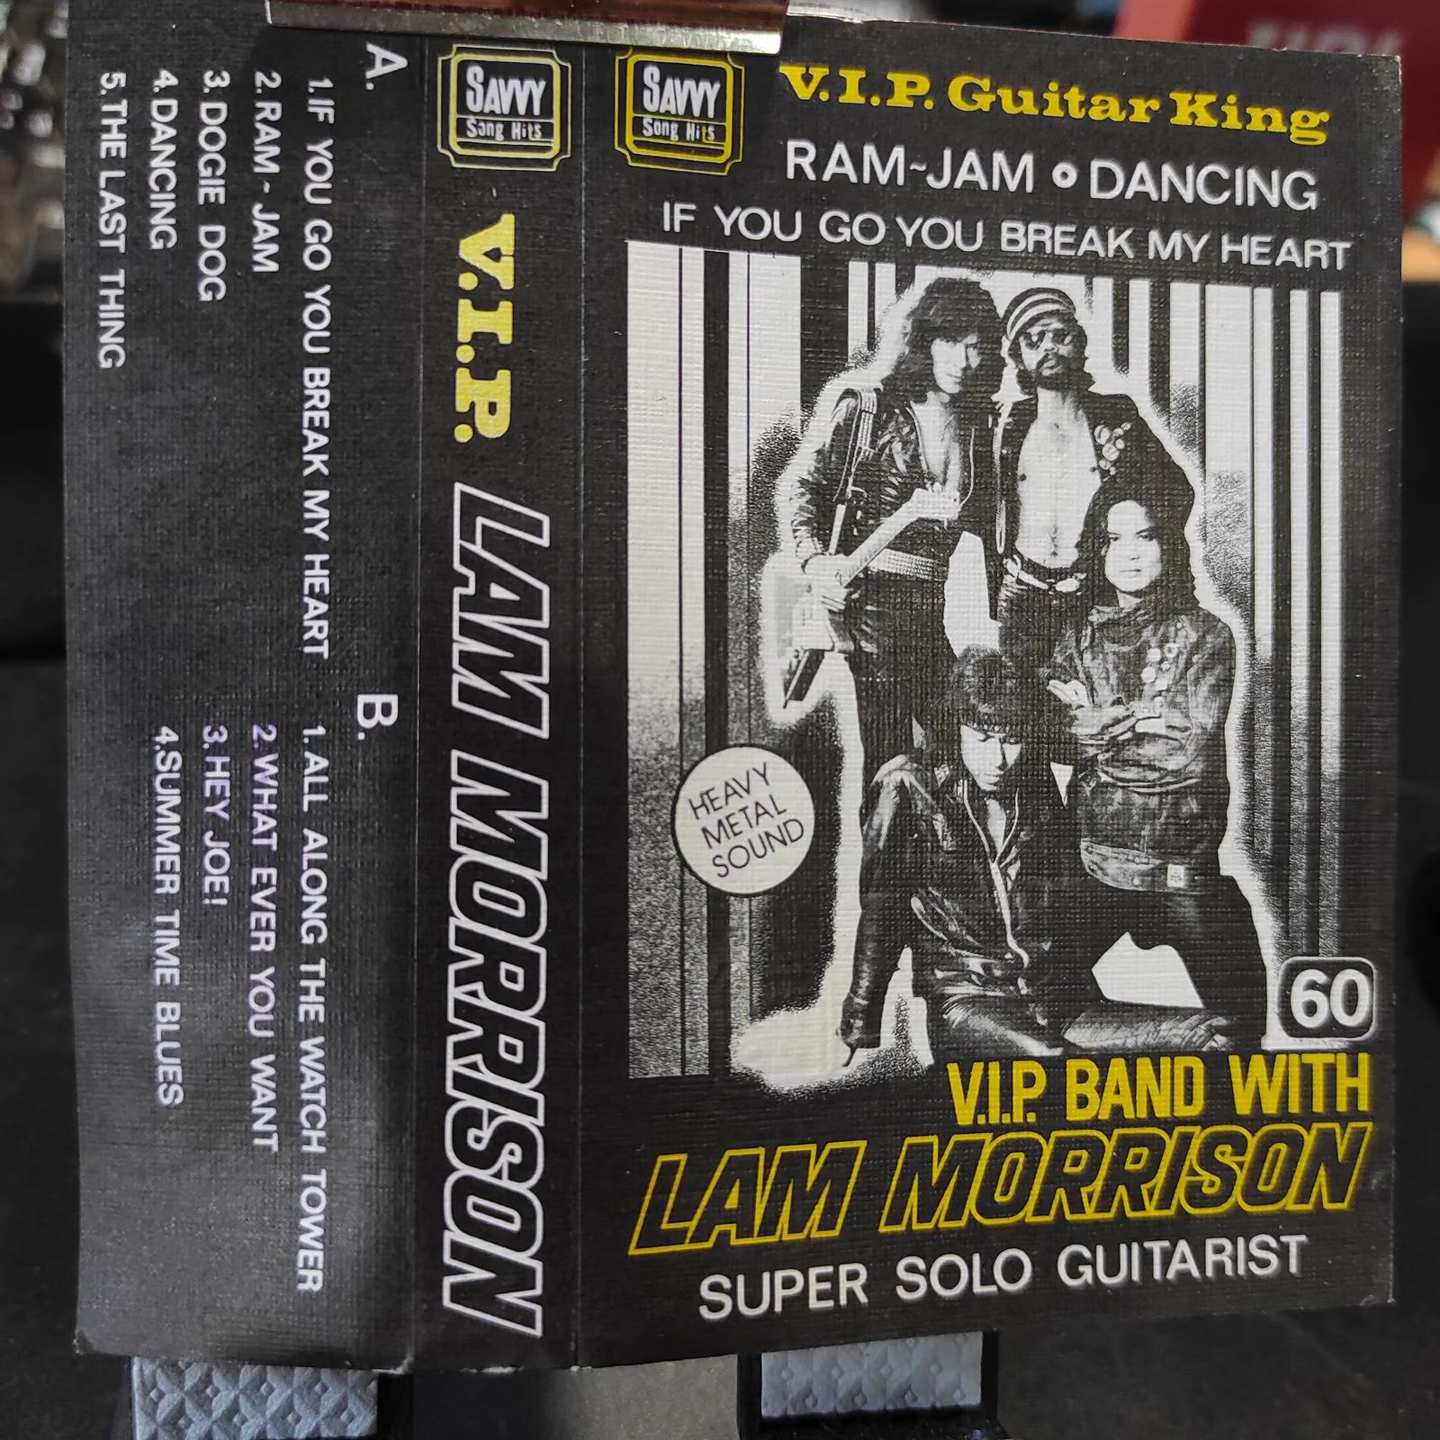 A.
1.IF YOU GO YOU BREAK MY HEART
2.RAM-JAM
3.DOGIE DOG
4.DANCING
5.THE LAST THING
B.
1.ALL ALONG THE WATCH TOWER
2.WHAT EVER YOU WANT
3.HEY JOE!
4.SUMMER TIME BLUES
SAVVY
Song Hits
V.I.P. LAM MORRISON
SAVVY
Song Hits
V.I.P. Guitar King
RAM~JAM • DANCING
IF YOU GO YOU BREAK MY HEART
HEAVY
METAL
SOUND
60
V.I.P. BAND WITH
LAM MORRISON
SUPER SOLO GUITARIST